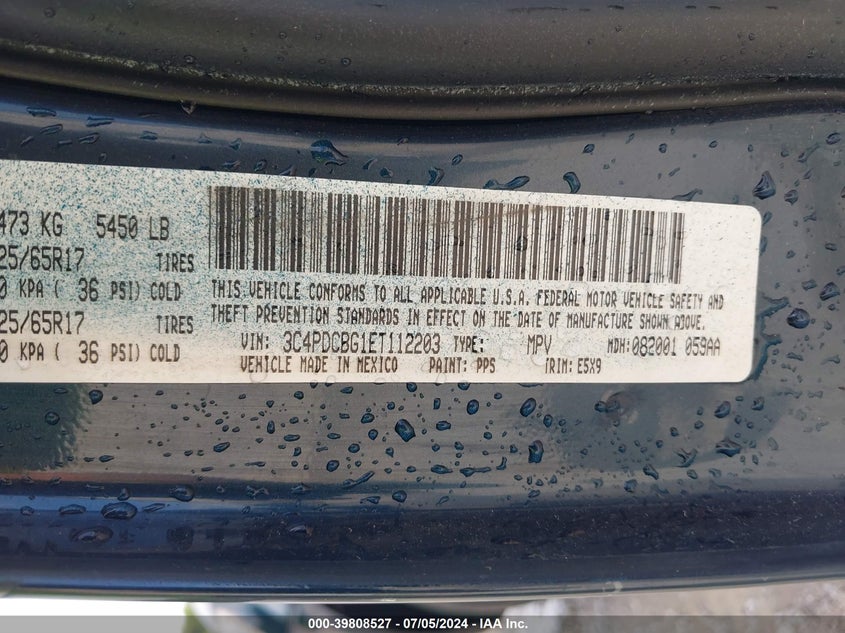 473 KG 5450 LB
25/65R17 TIRES
0 KPA ( 36 PSI) COLD
25/65R17 TIRES
0 KPA ( 36 PSI) COLD
THIS VEHICLE CONFORMS TO ALL APPLICABLE U.S.A. FEDERAL MOTOR VEHICLE SAFETY AND
THEFT PREVENTION STANDARDS IN EFFECT ON THE DATE OF MANUFACTURE SHOWN ABOVE.
VIN: 3C4PDCBG1ET112203 TYPE: MPV MDH: 082001 059AA
VEHICLE MADE IN MEXICO PAINT: PPS TRIM: E5X9
000-39808527 - 07/05/2024 - IAA Inc.